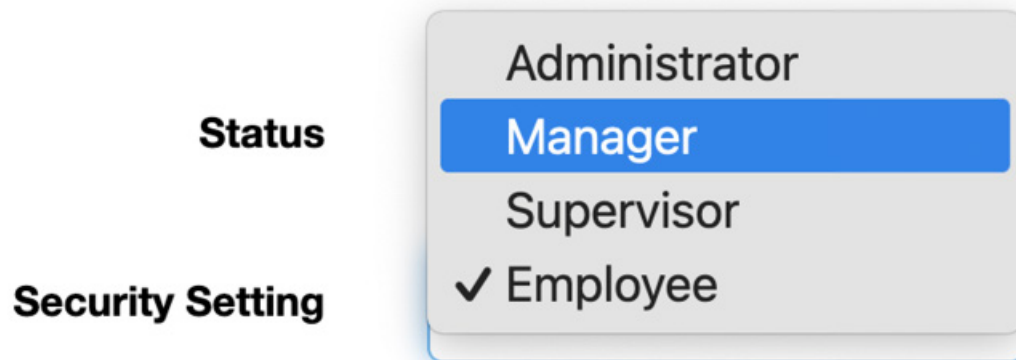 Administrator
Status
Manager
Supervisor
Security Setting
✓ Employee